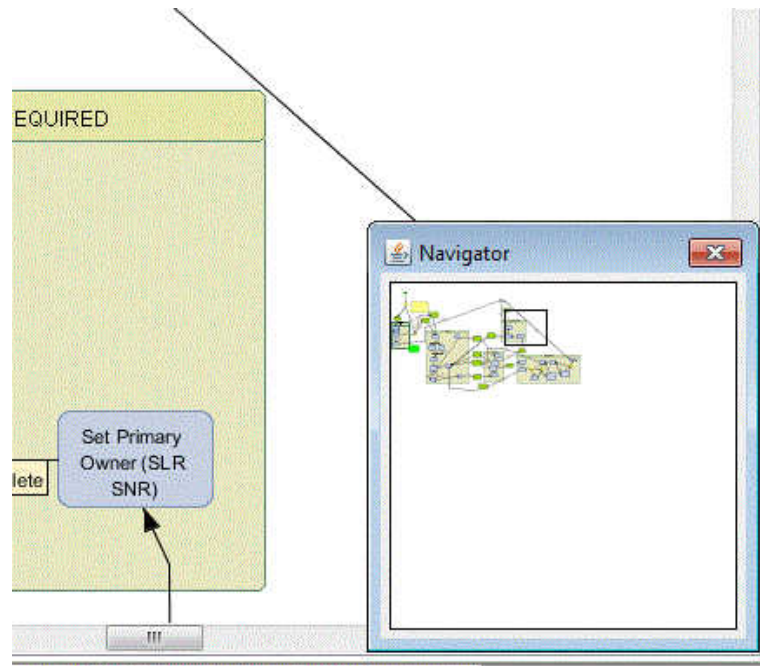 EQUIRED
Navigator
Set Primary
Owner (SLR
SNR)
lete